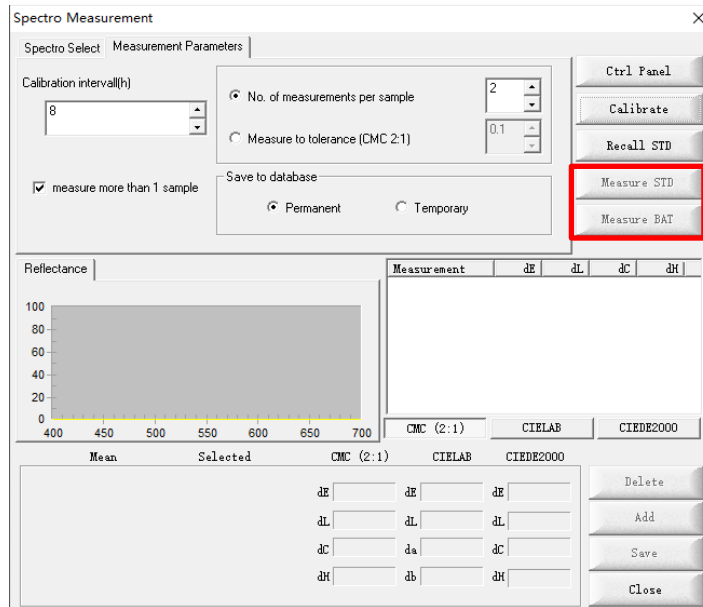 Spectro Measurement
Spectro Select Measurement Parameters
Ctrl Panel
Calibration intervall(h)
8
No. of measurements per sample 2
Calibrate
Measure to tolerance (CMC 2:1) 0.1
Recall STD
measure more than 1 sample
Save to database
Permanent Temporary
Measure STD
Measure BAT
Reflectance
Measurement dE dL dC dH
100
80
60
40
20
0
400 450 500 550 600 650 700
CMC (2:1) CIELAB CIEDE2000
Mean Selected CMC (2:1) CIELAB CIEDE2000
dE dE dE
dL dL dL
dC da dC
dH db dH
Delete
Add
Save
Close